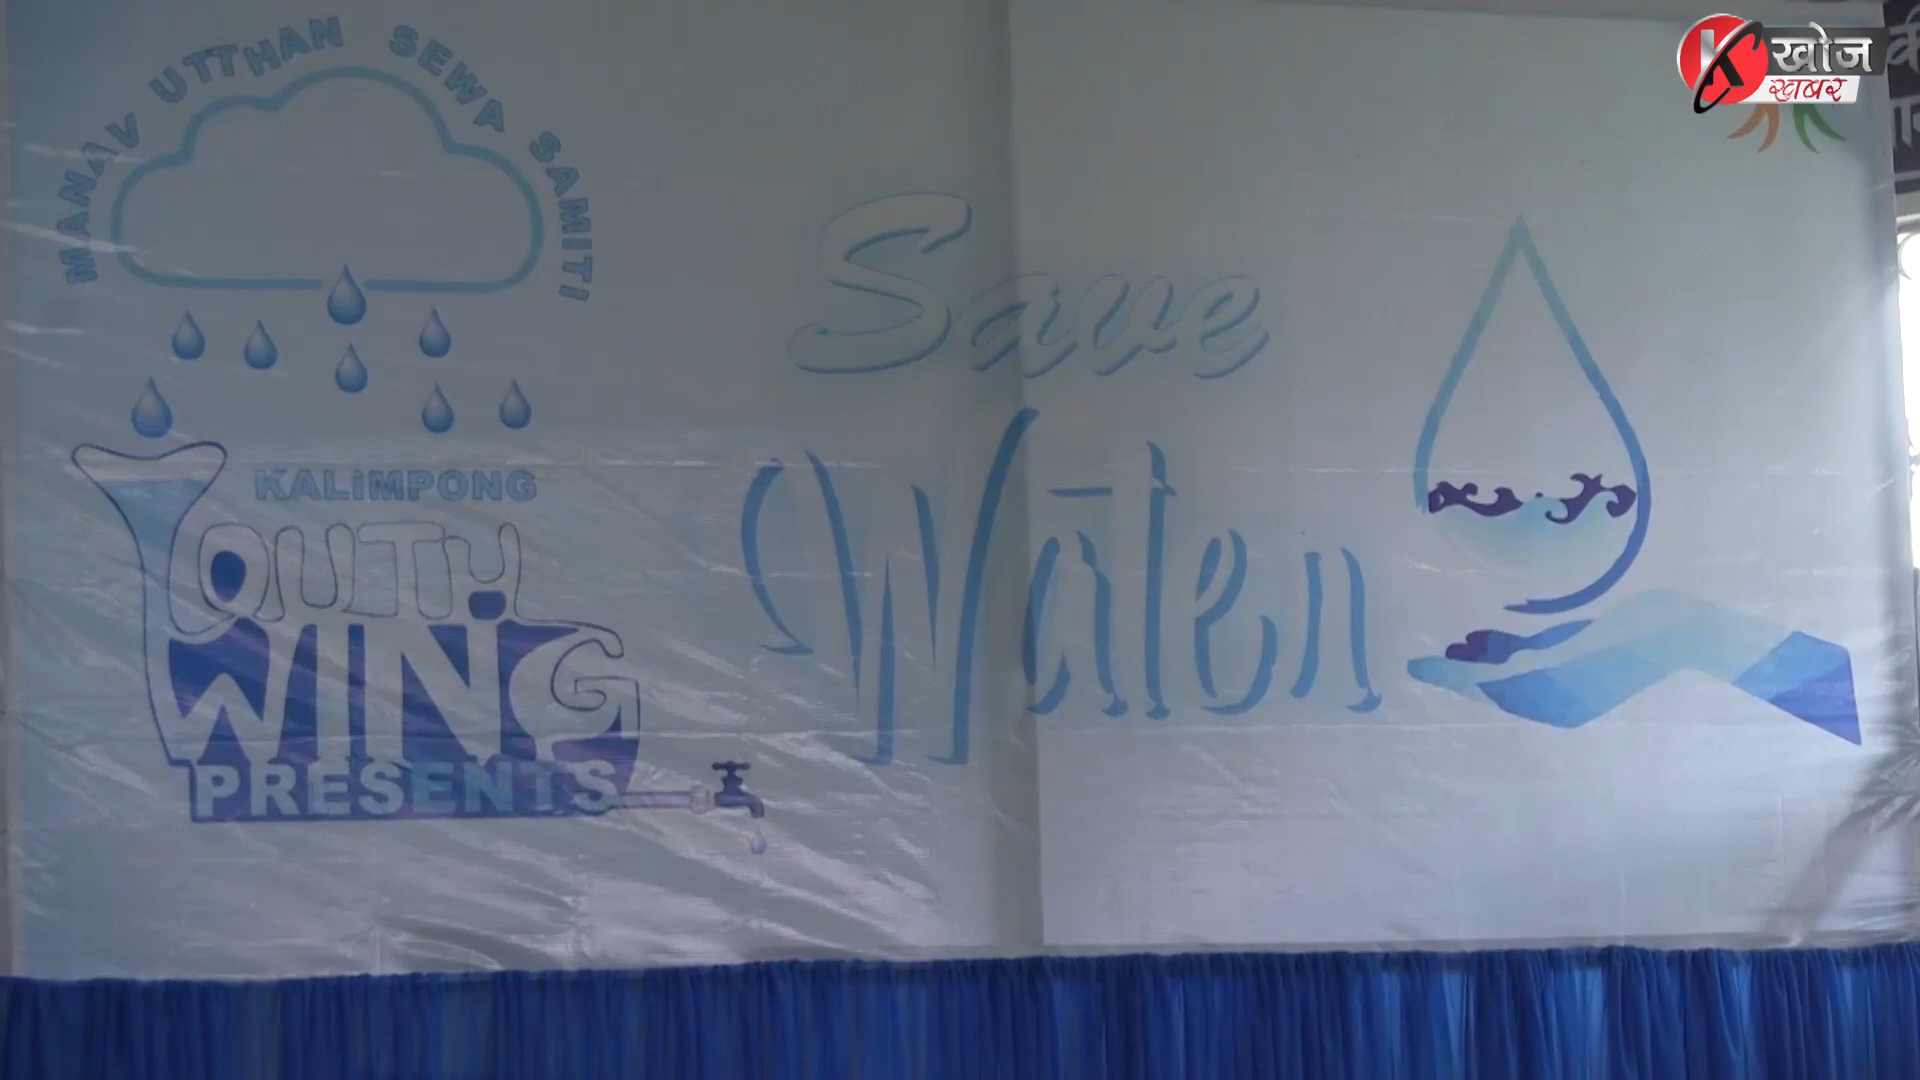 MANAV UTTHAN SEWA SAMITI
KALIMPONG
YOUTH
WING
PRESENTS
Save
Water
K खोज
खबर